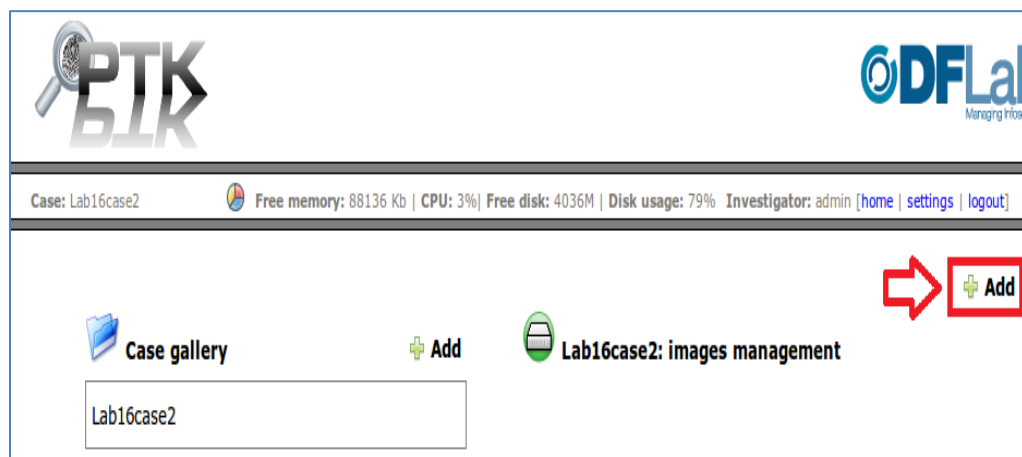 PTK
DFLa
Managing Infos
Case: Lab16case2 Free memory: 88136 Kb | CPU: 3%| Free disk: 4036M | Disk usage: 79% Investigator: admin [home | settings | logout]
Add
Case gallery Add Lab16case2: images management
Lab16case2